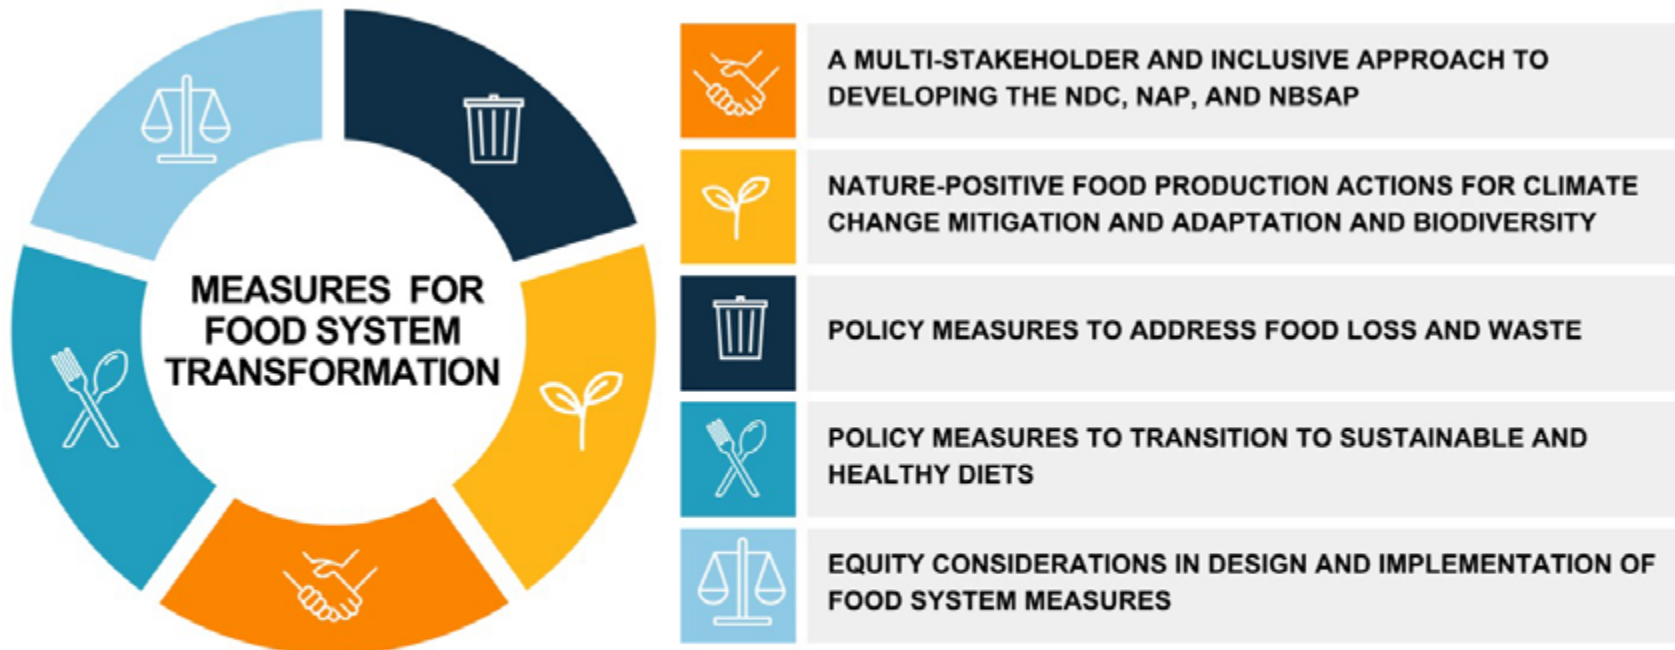 MEASURES FOR
FOOD SYSTEM
TRANSFORMATION
A MULTI-STAKEHOLDER AND INCLUSIVE APPROACH TO
DEVELOPING THE NDC, NAP, AND NBSAP
NATURE-POSITIVE FOOD PRODUCTION ACTIONS FOR CLIMATE
CHANGE MITIGATION AND ADAPTATION AND BIODIVERSITY
POLICY MEASURES TO ADDRESS FOOD LOSS AND WASTE
POLICY MEASURES TO TRANSITION TO SUSTAINABLE AND
HEALTHY DIETS
EQUITY CONSIDERATIONS IN DESIGN AND IMPLEMENTATION OF
FOOD SYSTEM MEASURES